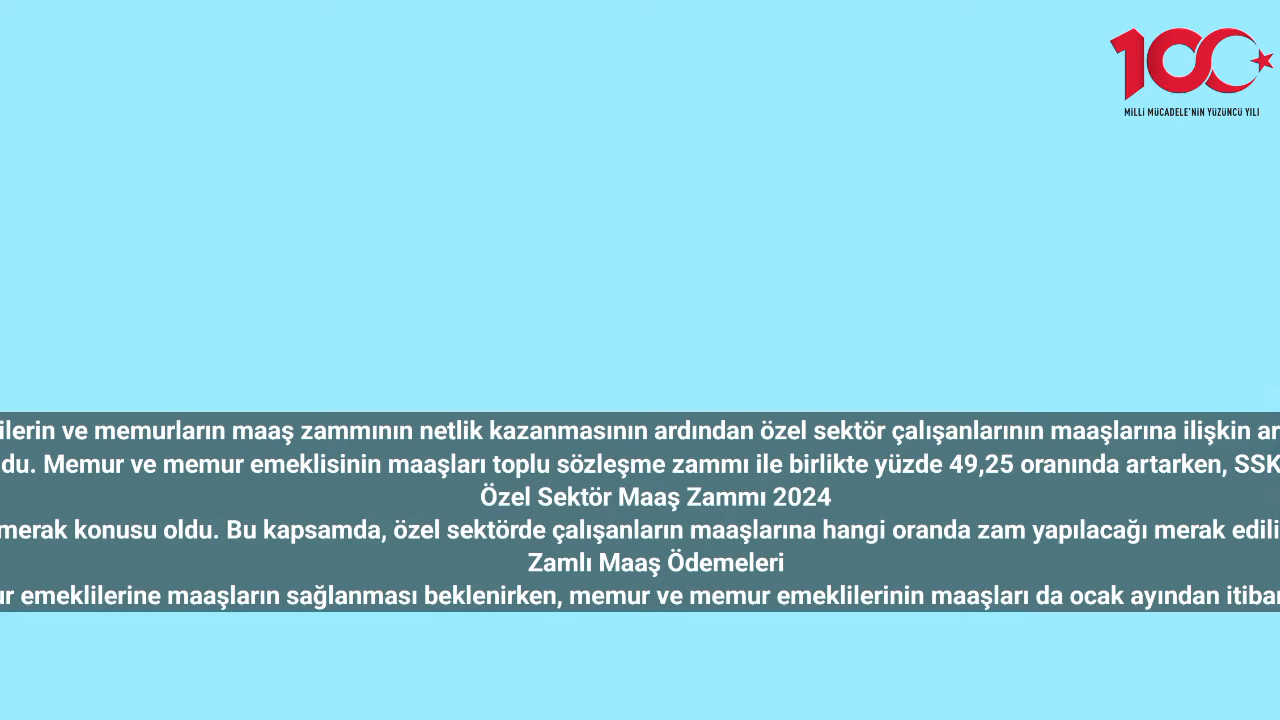 100
MİLLİ MÜCADELE'NİN YÜZÜNCÜ YILI
ilerin ve memurların maaş zammının netlik kazanmasının ardından özel sektör çalışanlarının maaşlarına ilişkin ar
du. Memur ve memur emeklisinin maaşları toplu sözleşme zammı ile birlikte yüzde 49,25 oranında artarken, SSK
Özel Sektör Maaş Zammı 2024
merak konusu oldu. Bu kapsamda, özel sektörde çalışanların maaşlarına hangi oranda zam yapılacağı merak edili
Zamlı Maaş Ödemeleri
ur emeklilerine maaşların sağlanması beklenirken, memur ve memur emeklilerinin maaşları da ocak ayından itibar